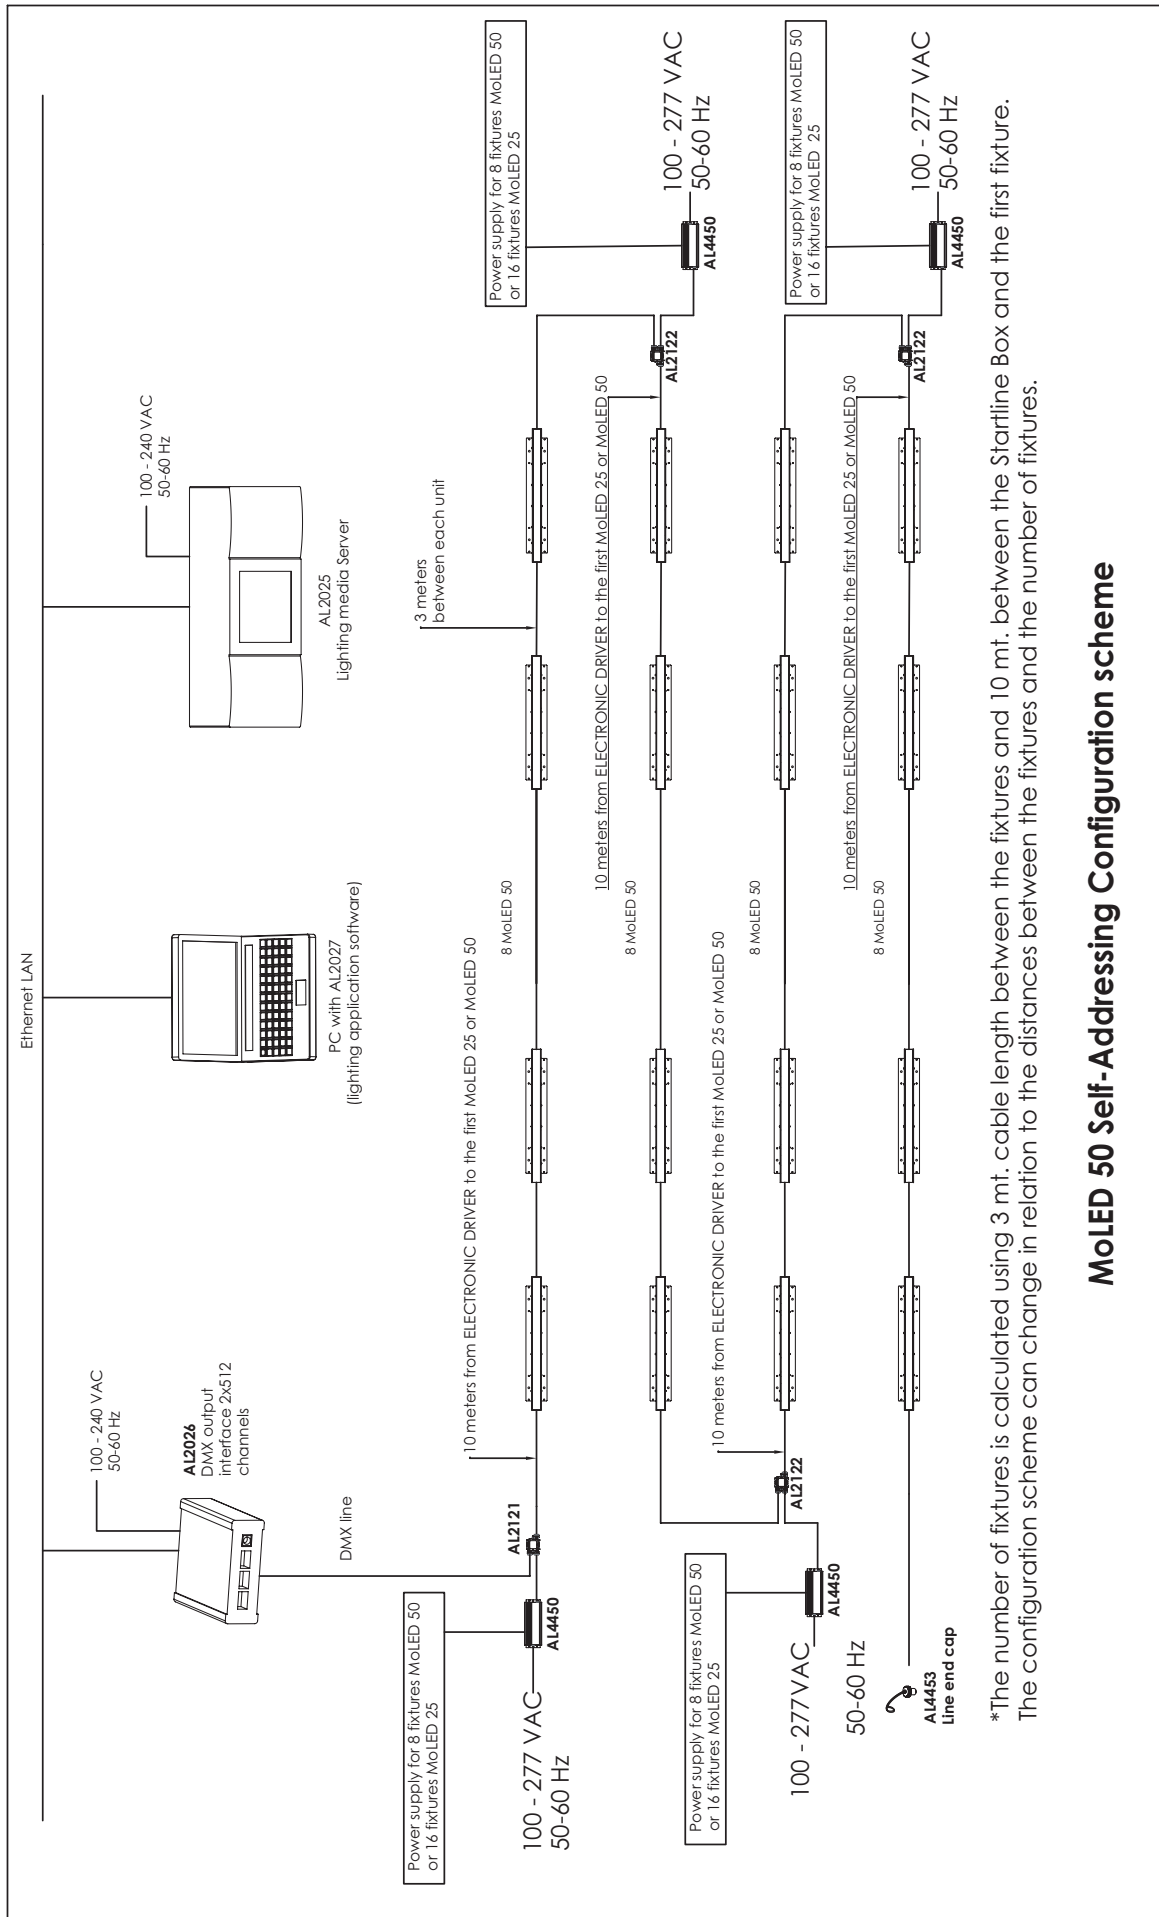 Ethernet LAN
100 - 240 VAC
50-60 Hz
AL2026
DMX output
interface 2x512
channels
DMX line
PC with AL2027
(lighting application software)
100 - 240 VAC
50-60 Hz
AL2025
Lighting media Server
Power supply for 8 fixtures MoLED 50
or 16 fixtures MoLED 25
100 - 277 VAC
50-60 Hz
AL4450
AL2121
10 meters from ELECTRONIC DRIVER to the first MoLED 25 or MoLED 50
8 MoLED 50
3 meters
between each unit
Power supply for 8 fixtures MoLED 50
or 16 fixtures MoLED 25
100 - 277 VAC
50-60 Hz
AL4450
AL2122
10 meters from ELECTRONIC DRIVER to the first MoLED 25 or MoLED 50
8 MoLED 50
Power supply for 8 fixtures MoLED 50
or 16 fixtures MoLED 25
100 - 277VAC
50-60 Hz
AL4450
AL2122
10 meters from ELECTRONIC DRIVER to the first MoLED 25 or MoLED 50
8 MoLED 50
Power supply for 8 fixtures MoLED 50
or 16 fixtures MoLED 25
100 - 277 VAC
50-60 Hz
AL4450
AL2122
10 meters from ELECTRONIC DRIVER to the first MoLED 25 or MoLED 50
8 MoLED 50
AL4453
Line end cap
*The number of fixtures is calculated using 3 mt. cable length between the fixtures and 10 mt. between the Startline Box and the first fixture.
The configuration scheme can change in relation to the distances between the fixtures and the number of fixtures.
MoLED 50 Self-Addressing Configuration scheme